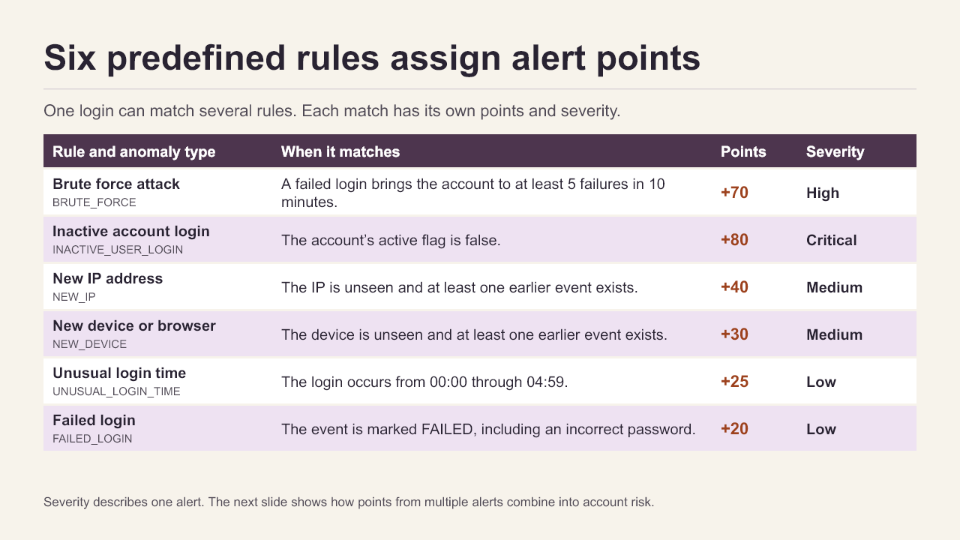 Six predefined rules assign alert points
One login can match several rules. Each match has its own points and severity.
Rule and anomaly type When it matches Points Severity
Brute force attack
BRUTE_FORCE
A failed login brings the account to at least 5 failures in 10
minutes.
+70 High
Inactive account login
INACTIVE_USER_LOGIN
The account’s active flag is false.
+80 Critical
New IP address
NEW_IP
The IP is unseen and at least one earlier event exists.
+40 Medium
New device or browser
NEW_DEVICE
The device is unseen and at least one earlier event exists.
+30 Medium
Unusual login time
UNUSUAL_LOGIN_TIME
The login occurs from 00:00 through 04:59.
+25 Low
Failed login
FAILED_LOGIN
The event is marked FAILED, including an incorrect password.
+20 Low
Severity describes one alert. The next slide shows how points from multiple alerts combine into account risk.